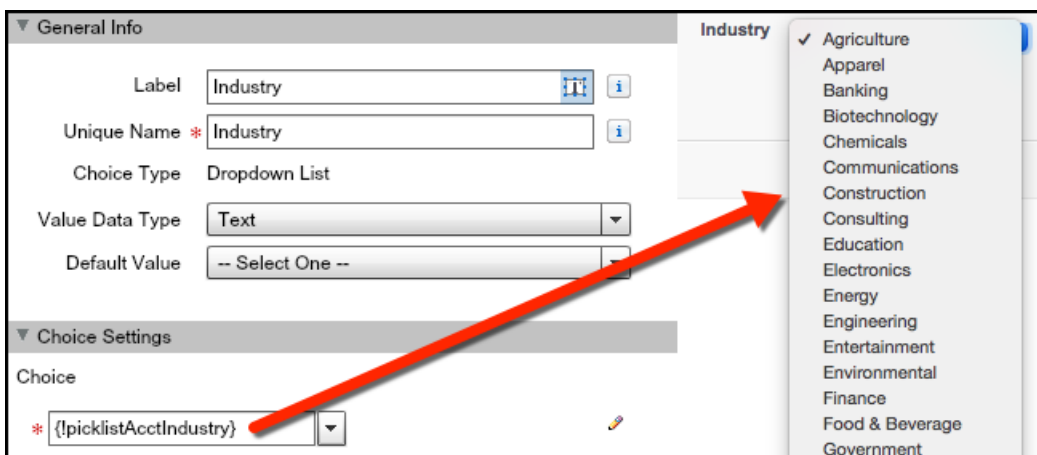 General Info
Label
Industry
Unique Name * Industry
Choice Type Dropdown List
Value Data Type Text
Default Value -- Select One --
Choice Settings
Choice
* {!picklistAcctIndustry}
Industry
✓ Agriculture
Apparel
Banking
Biotechnology
Chemicals
Communications
Construction
Consulting
Education
Electronics
Energy
Engineering
Entertainment
Environmental
Finance
Food & Beverage
Government